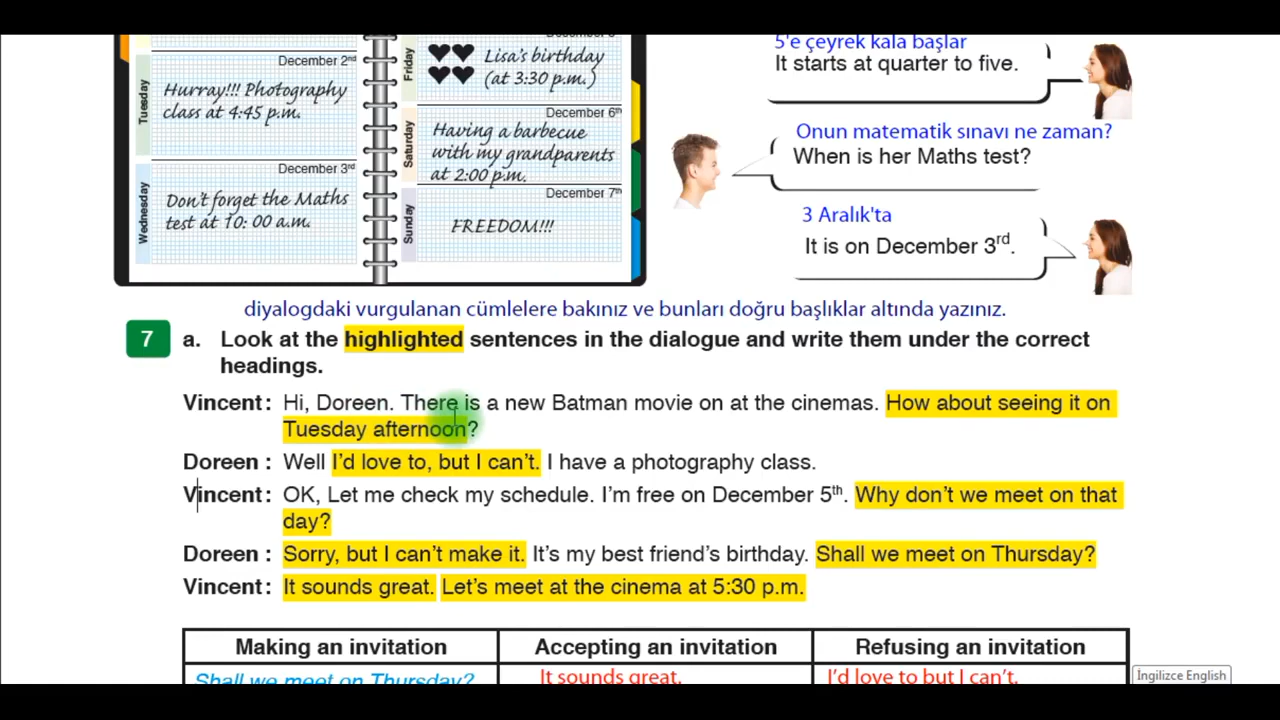 December 2nd
Tuesday
Hurray!!! Photography
class at 4:45 p.m.
December 3rd
Wednesday
Don't forget the Maths
test at 10: 00 a.m.
Friday
Lisa's birthday
(at 3:30 p.m.)
December 6th
Saturday
Having a barbecue
with my grandparents
at 2:00 p.m.
December 7th
Sunday
FREEDOM!!!
5'e çeyrek kala başlar
It starts at quarter to five.
Onun matematik sınavı ne zaman?
When is her Maths test?
3 Aralık'ta
It is on December 3rd.
diyalogdaki vurgulanan cümlelere bakınız ve bunları doğru başlıklar altında yazınız.
7 a. Look at the highlighted sentences in the dialogue and write them under the correct
headings.
Vincent : Hi, Doreen. There is a new Batman movie on at the cinemas. How about seeing it on
Tuesday afternoon?
Doreen : Well I'd love to, but I can't. I have a photography class.
Vincent : OK, Let me check my schedule. I'm free on December 5th. Why don't we meet on that
day?
Doreen : Sorry, but I can't make it. It's my best friend's birthday. Shall we meet on Thursday?
Vincent : It sounds great. Let's meet at the cinema at 5:30 p.m.
Making an invitation Accepting an invitation Refusing an invitation
Shall we meet on Thursday? It sounds great. I'd love to but I can't.
İngilizce English